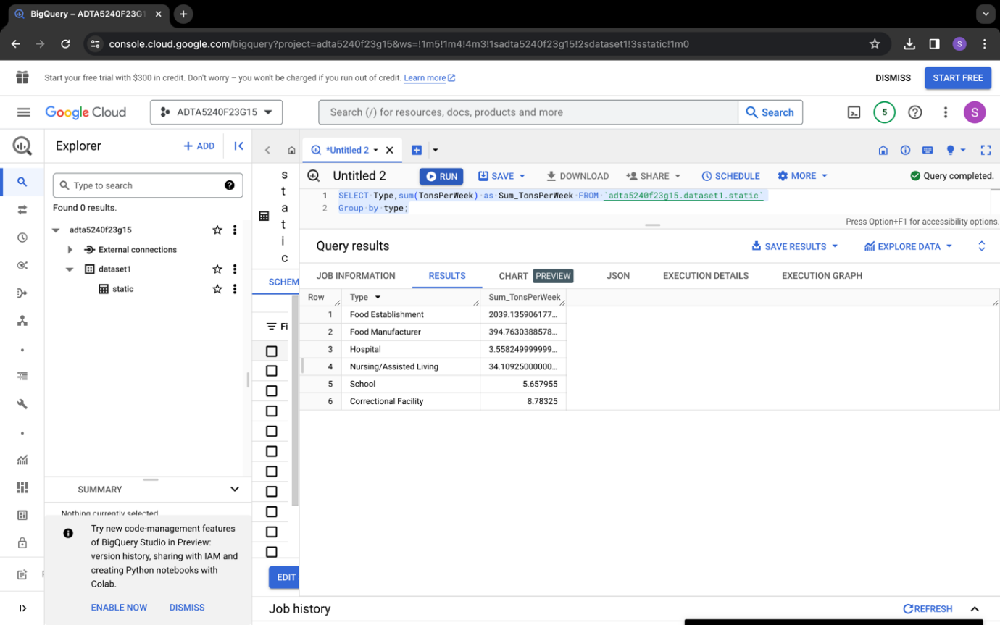 BigQuery – ADTA5240F23G1
console.cloud.google.com/bigquery?project=adta5240f23g15&ws=!1m5!1m4!4m3!1sadta5240f23g15!2sdataset1!3sstatic!1m0
S
Start your free trial with $300 in credit. Don't worry – you won't be charged if you run out of credit. Learn more
DISMISS
START FREE
Google Cloud
ADTA5240F23G15
Search (/) for resources, docs, products and more
Search
5
S
Explorer
+ ADD
*Untitled 2
Type to search
Found 0 results.
adta5240f23g15
External connections
dataset1
static
s
t
a
t
i
c
SCHEM
Fi
EDIT
Untitled 2
RUN
SAVE
DOWNLOAD
SHARE
SCHEDULE
MORE
Query completed.
1 SELECT Type,sum(TonsPerWeek) as Sum_TonsPerWeek FROM `adta5240f23g15.dataset1.static`
2 Group by type;
Press Option+F1 for accessibility options.
Query results
SAVE RESULTS
EXPLORE DATA
JOB INFORMATION
RESULTS
CHART PREVIEW
JSON
EXECUTION DETAILS
EXECUTION GRAPH
Row Type Sum_TonsPerWeek
1 Food Establishment 2039.135906177...
2 Food Manufacturer 394.7630388578...
3 Hospital 3.558249999999...
4 Nursing/Assisted Living 34.10925000000...
5 School 5.657955
6 Correctional Facility 8.78325
SUMMARY
Nothing currently selected
Try new code-management features
of BigQuery Studio in Preview:
version history, sharing with IAM and
creating Python notebooks with
Colab.
ENABLE NOW
DISMISS
Job history
REFRESH